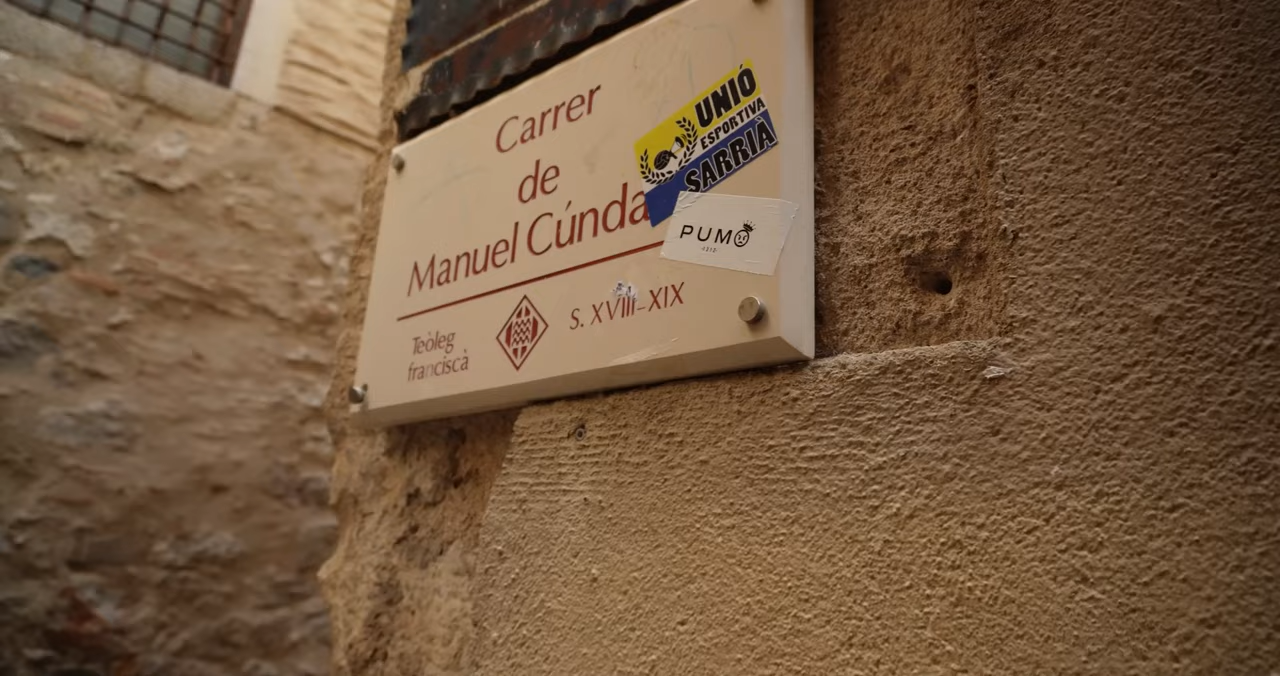 Carrer
de
Manuel Cúnda
Teòleg
franciscà
S. XVIII-XIX
UNIÓ
ESPORTIVA
SARRIÀ
PUMO